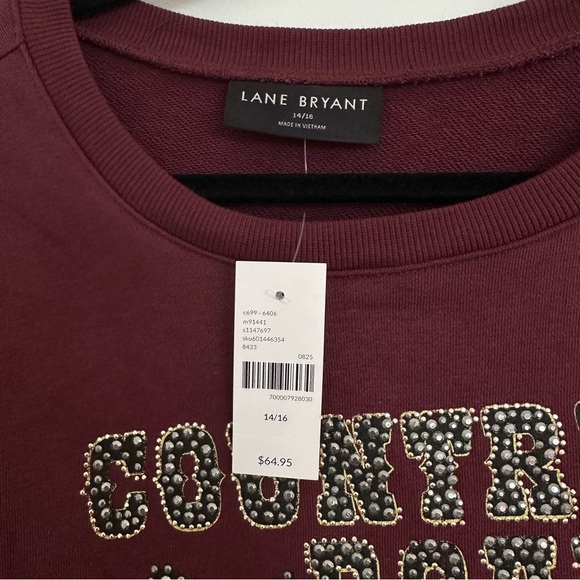 LANE BRYANT
14/16
MADE IN VIETNAM
c699 - 6406
m91441
s1147697
sku601446354
8433
0825
700007928030
14/16
$64.95
COUNTR